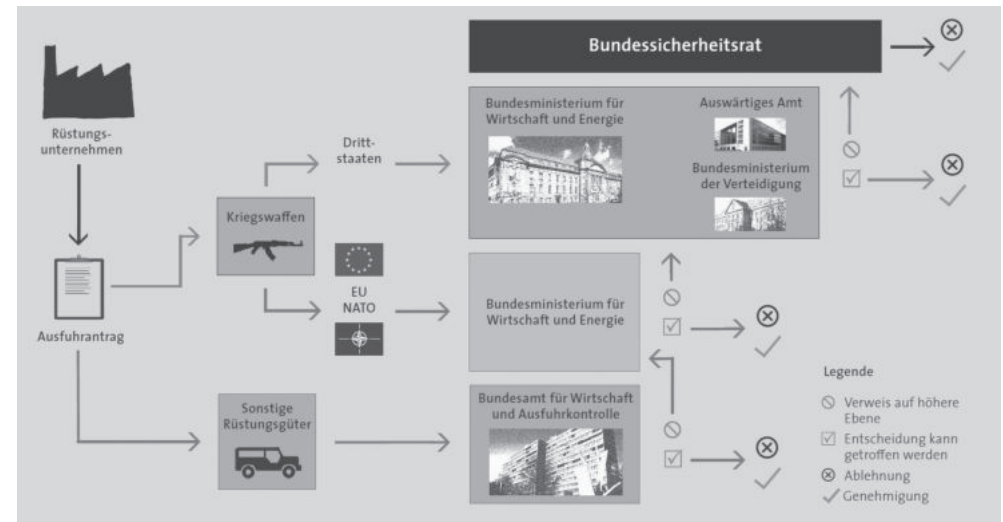 Bundessicherheitsrat
Rüstungs-
unternehmen
Ausfuhrantrag
Kriegswaffen
Dritt-
staaten
EU
NATO
Sonstige
Rüstungsgüter
Bundesministerium für
Wirtschaft und Energie
Auswärtiges Amt
Bundesministerium
der Verteidigung
Bundesministerium für
Wirtschaft und Energie
Bundesamt für Wirtschaft
und Ausfuhrkontrolle
Legende
Verweis auf höhere
Ebene
Entscheidung kann
getroffen werden
Ablehnung
Genehmigung